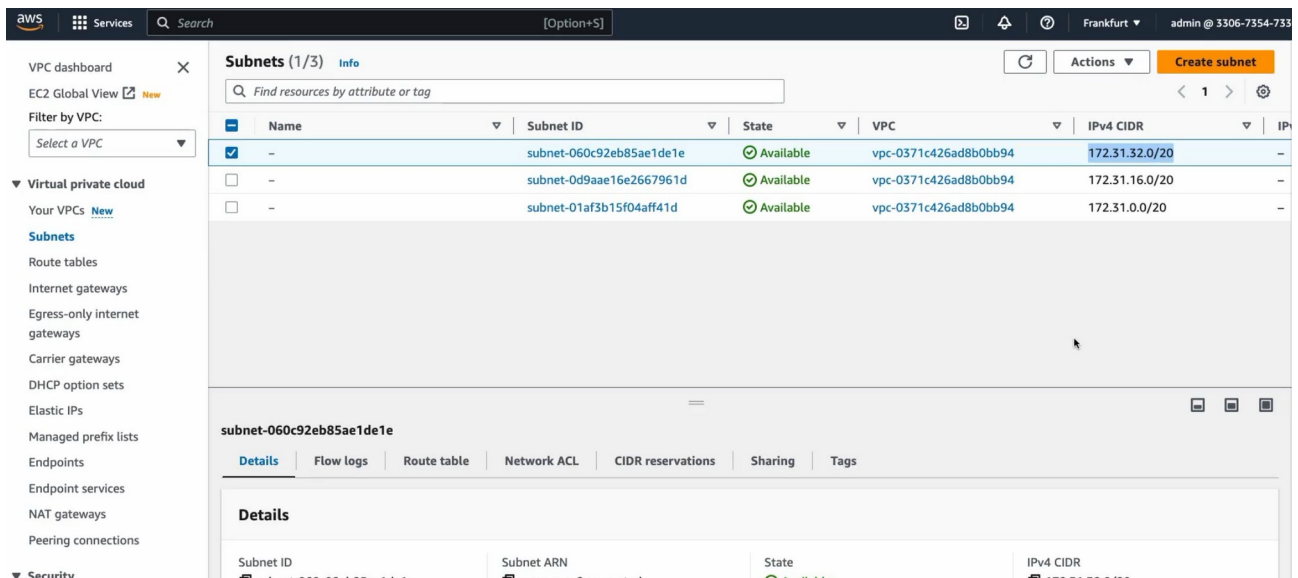 aws Services Search [Option+S] Frankfurt ▼ admin @ 3306-7354-733
VPC dashboard
EC2 Global View New
Filter by VPC:
Select a VPC
Virtual private cloud
Your VPCs New
Subnets
Route tables
Internet gateways
Egress-only internet
gateways
Carrier gateways
DHCP option sets
Elastic IPs
Managed prefix lists
Endpoints
Endpoint services
NAT gateways
Peering connections
Security
Subnets (1/3) Info Actions ▼ Create subnet
Find resources by attribute or tag < 1 >
Name Subnet ID State VPC IPv4 CIDR IP
– subnet-060c92eb85ae1de1e Available vpc-0371c426ad8b0bb94 172.31.32.0/20 –
– subnet-0d9aae16e2667961d Available vpc-0371c426ad8b0bb94 172.31.16.0/20 –
– subnet-01af3b15f04aff41d Available vpc-0371c426ad8b0bb94 172.31.0.0/20 –
subnet-060c92eb85ae1de1e
Details Flow logs Route table Network ACL CIDR reservations Sharing Tags
Details
Subnet ID Subnet ARN State IPv4 CIDR